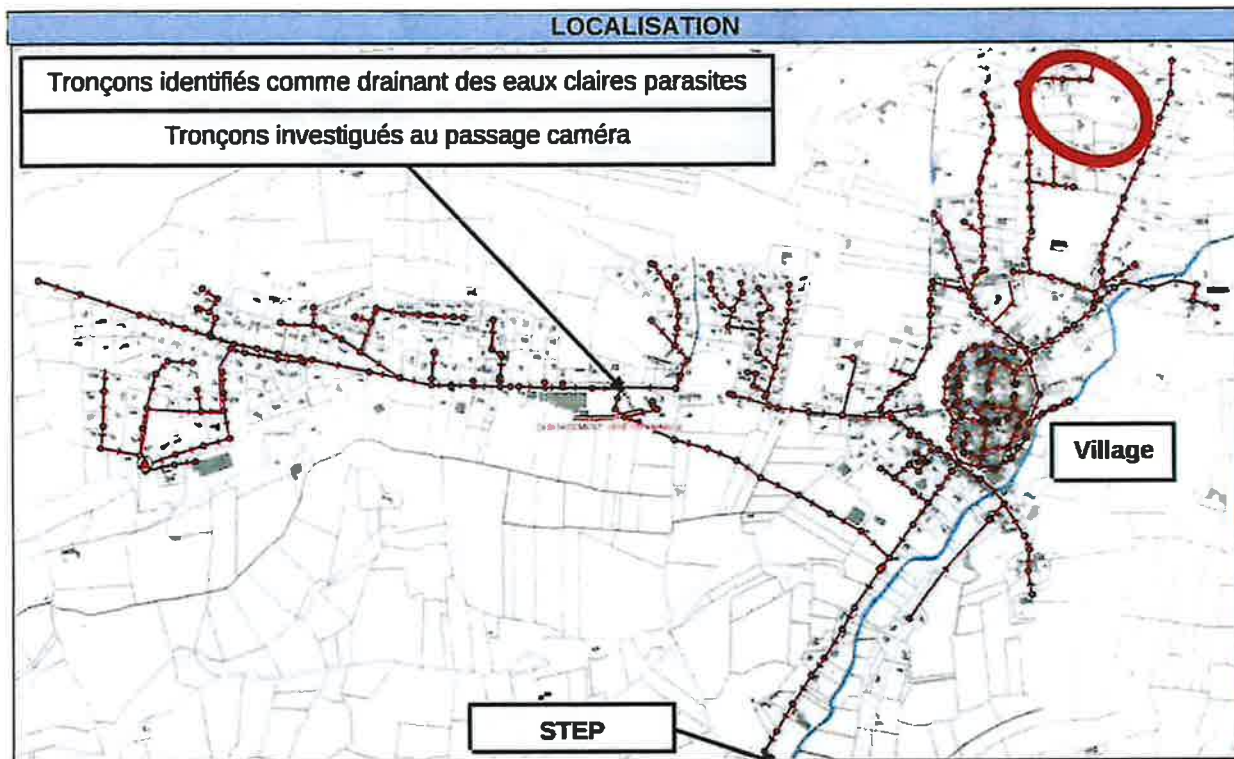 LOCALISATION
Tronçons identifiés comme drainant des eaux claires parasites
Tronçons investigués au passage caméra
Village
STEP